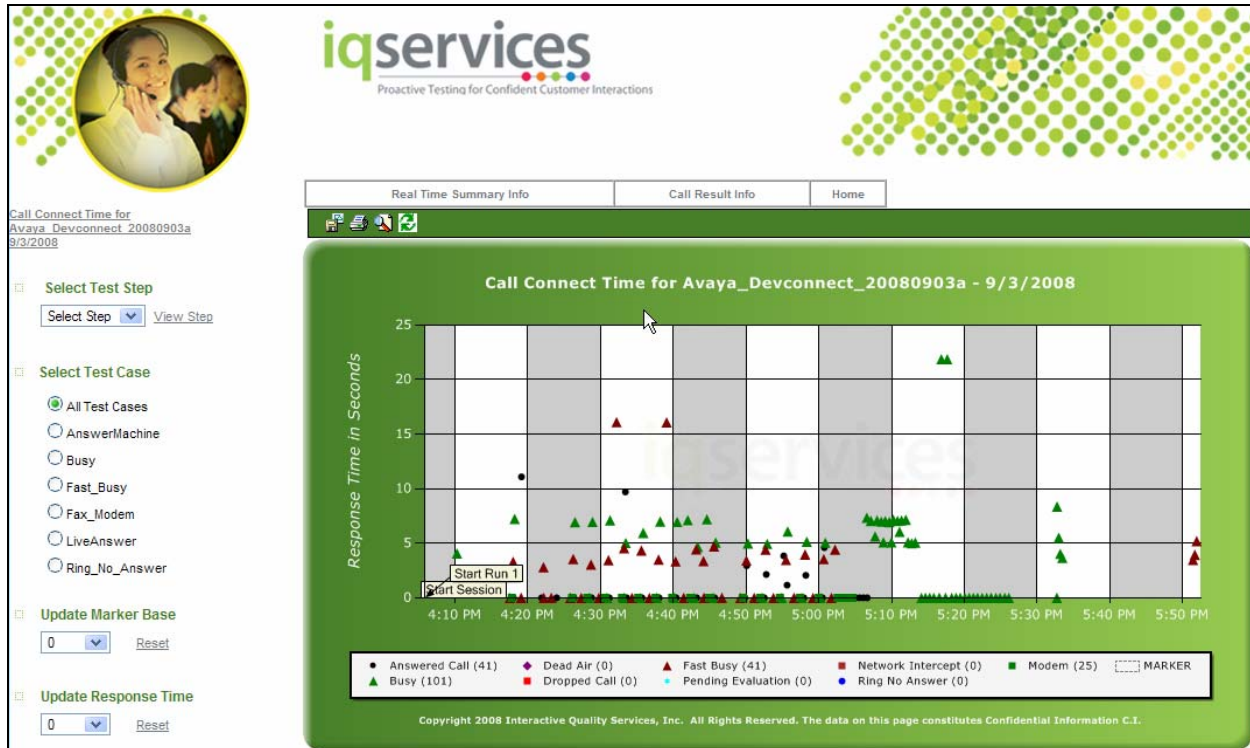 iqservices
Proactive Testing for Confident Customer Interactions
Real Time Summary Info Call Result Info Home
Call Connect Time for
Avaya_Devconnect_20080903a
9/3/2008
Select Test Step
Select Step View Step
Select Test Case
All Test Cases
AnswerMachine
Busy
Fast_Busy
Fax_Modem
LiveAnswer
Ring_No_Answer
Update Marker Base
0 Reset
Update Response Time
0 Reset
Call Connect Time for Avaya_Devconnect_20080903a - 9/3/2008
Response Time in Seconds
25
20
15
10
5
0
iqservices
Start Run 1
Start Session
4:10 PM 4:20 PM 4:30 PM 4:40 PM 4:50 PM 5:00 PM 5:10 PM 5:20 PM 5:30 PM 5:40 PM 5:50 PM
Answered Call (41) Dead Air (0) Fast Busy (41) Network Intercept (0) Modem (25) MARKER
Busy (101) Dropped Call (0) Pending Evaluation (0) Ring No Answer (0)
Copyright 2008 Interactive Quality Services, Inc. All Rights Reserved. The data on this page constitutes Confidential Information C.I.